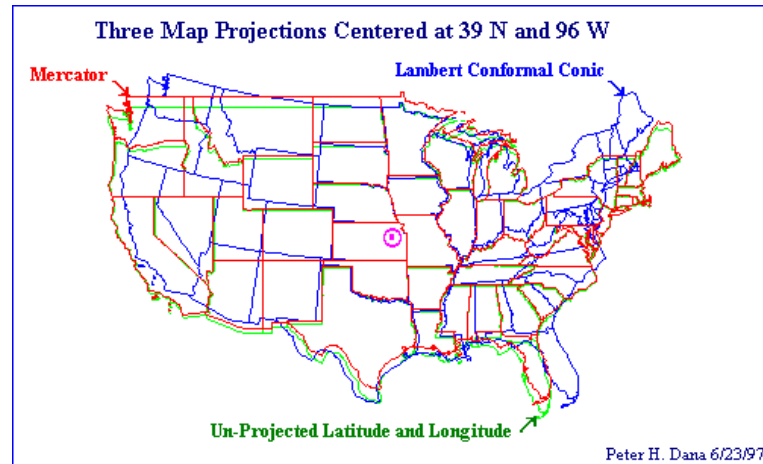 Three Map Projections Centered at 39 N and 96 W
Mercator
Lambert Conformal Conic
Un-Projected Latitude and Longitude
Peter H. Dana 6/23/97